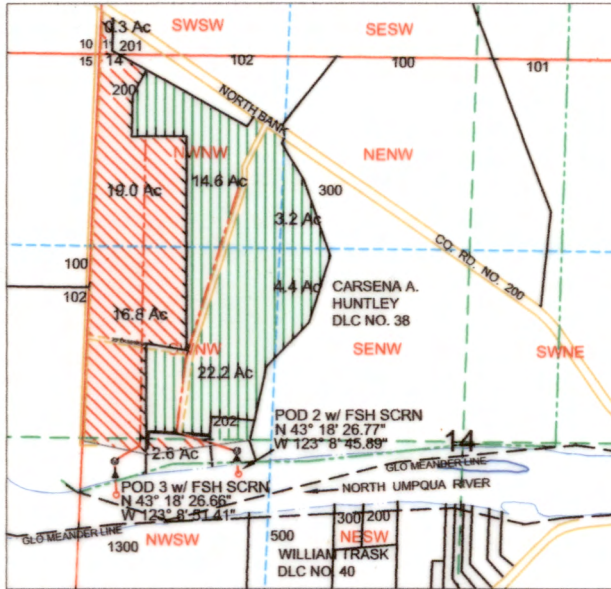 0.3 Ac
SWSW
SESW
10
11
201
15
14
102
100
101
200
NORTH BANK
NWNW
NENW
14.6 Ac
19.0 Ac
300
3.2 Ac
CO. RD. NO. 200
100
102
4.4 Ac
CARSENA A.
HUNTLEY
DLC NO. 38
16.8 Ac
SWNW
SENW
SWNE
22.2 Ac
202
POD 2 w/ FSH SCRN
N 43° 18' 26.77"
W 123° 8' 45.89"
14
2.6 Ac
GLO MEANDER LINE
POD 3 w/ FSH SCRN
N 43° 18' 26.66"
W 123° 8' 51.41"
NORTH UMPQUA RIVER
GLO MEANDER LINE
1300
NWSW
500
300
200
NESW
WILLIAM TRASK
DLC NO. 40